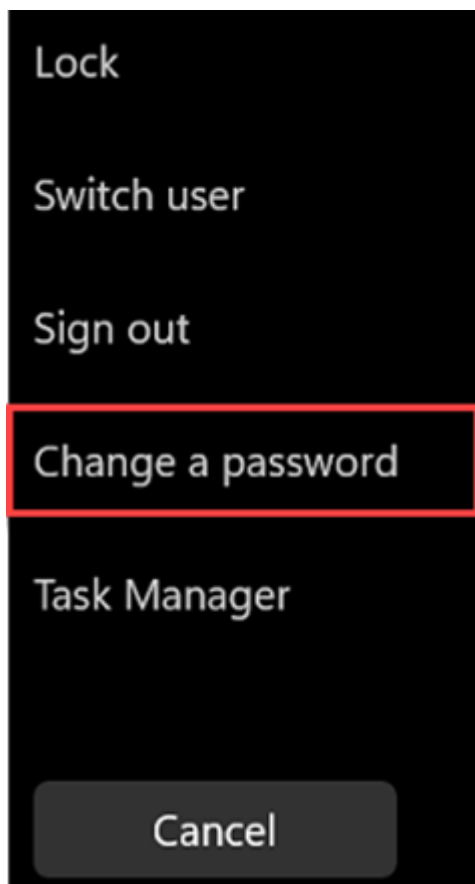 Lock
Switch user
Sign out
Change a password
Task Manager
Cancel